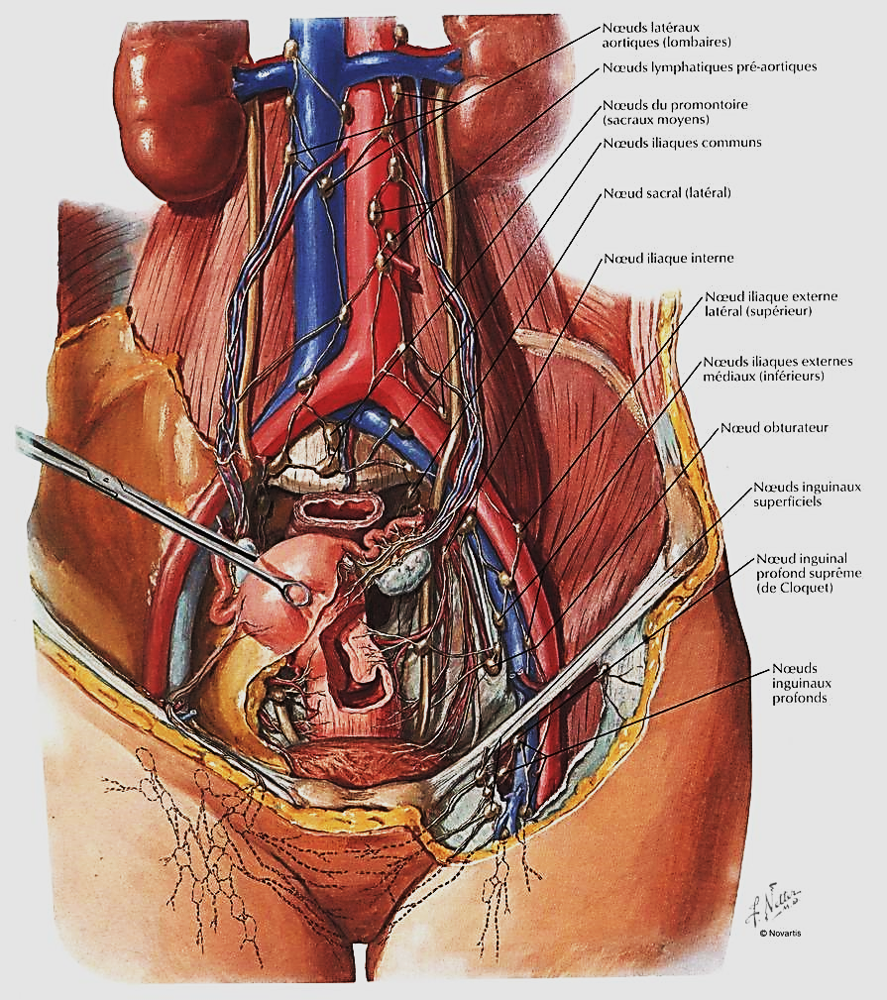 Nœuds latéraux
aortiques (lombaires)
Nœuds lymphatiques pré-aortiques
Nœuds du promontoire
(sacraux moyens)
Nœuds iliaques communs
Nœud sacral (latéral)
Nœud iliaque interne
Nœud iliaque externe
latéral (supérieur)
Nœuds iliaques externes
médiaux (inférieurs)
Nœud obturateur
Nœuds inguinaux
superficiels
Nœud inguinal
profond suprême
(de Cloquet)
Nœuds
inguinaux
profonds
F. Netter
M.D.
© Novartis